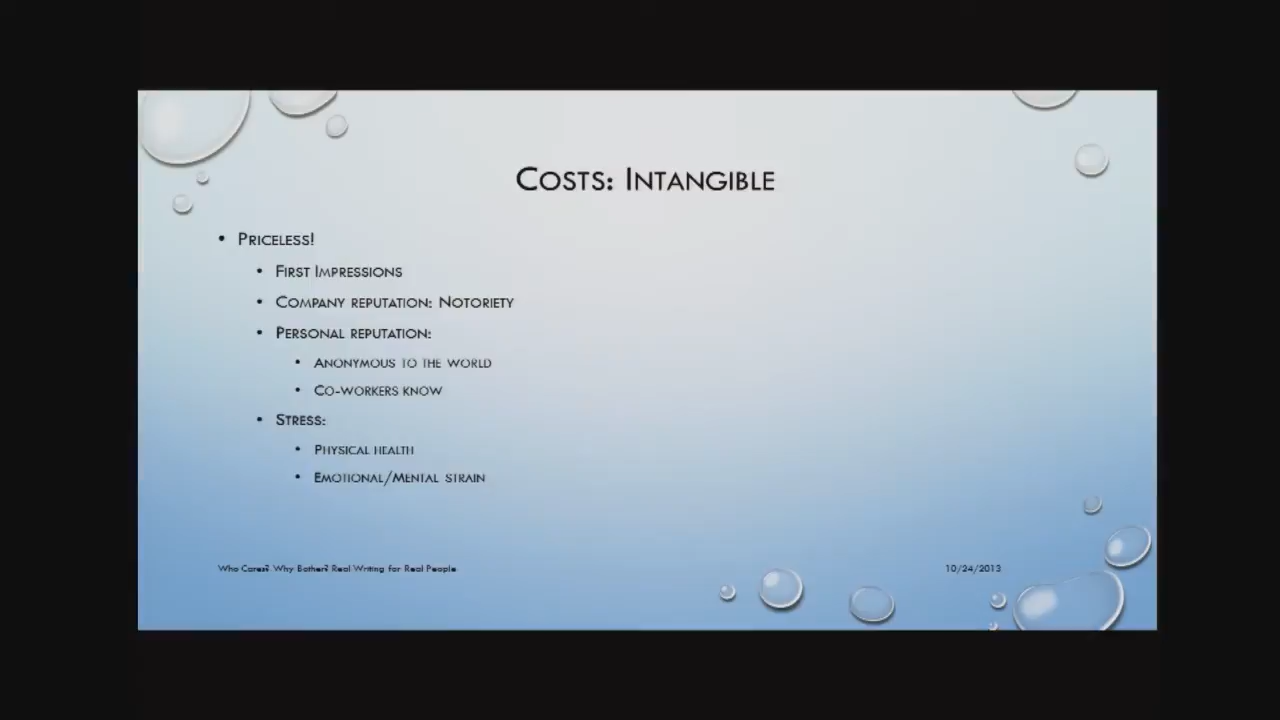 Costs: Intangible
• Priceless!
• First Impressions
• Company reputation: Notoriety
• Personal reputation:
• Anonymous to the world
• Co-workers know
• Stress:
• Physical health
• Emotional/Mental strain
Who Cares? Why Bother? Real Writing for Real People
10/24/2013